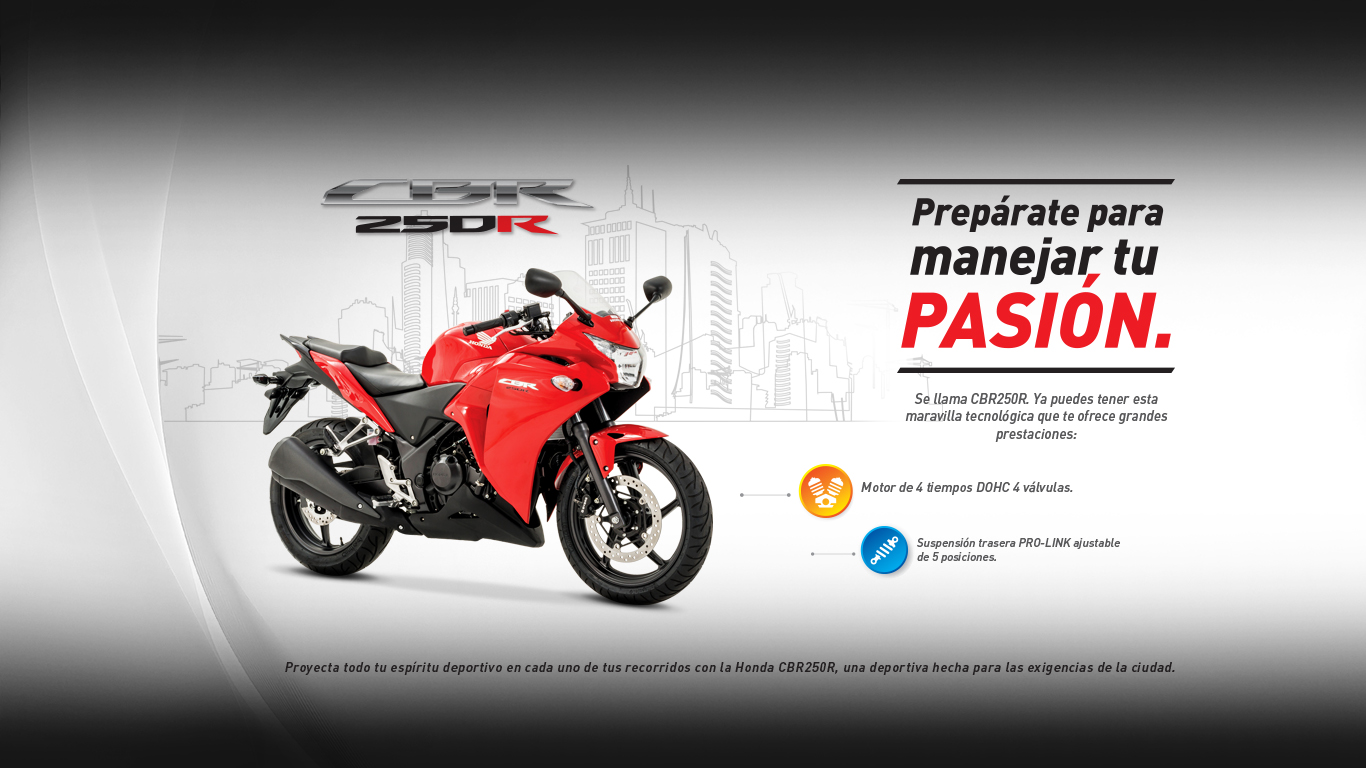 CBR
250R
Prepárate para
manejar tu
PASIÓN.
HONDA
CBR
Se llama CBR250R. Ya puedes tener esta
maravilla tecnológica que te ofrece grandes
prestaciones:
Motor de 4 tiempos DOHC 4 válvulas.
Suspensión trasera PRO-LINK ajustable
de 5 posiciones.
Proyecta todo tu espíritu deportivo en cada uno de tus recorridos con la Honda CBR250R, una deportiva hecha para las exigencias de la ciudad.